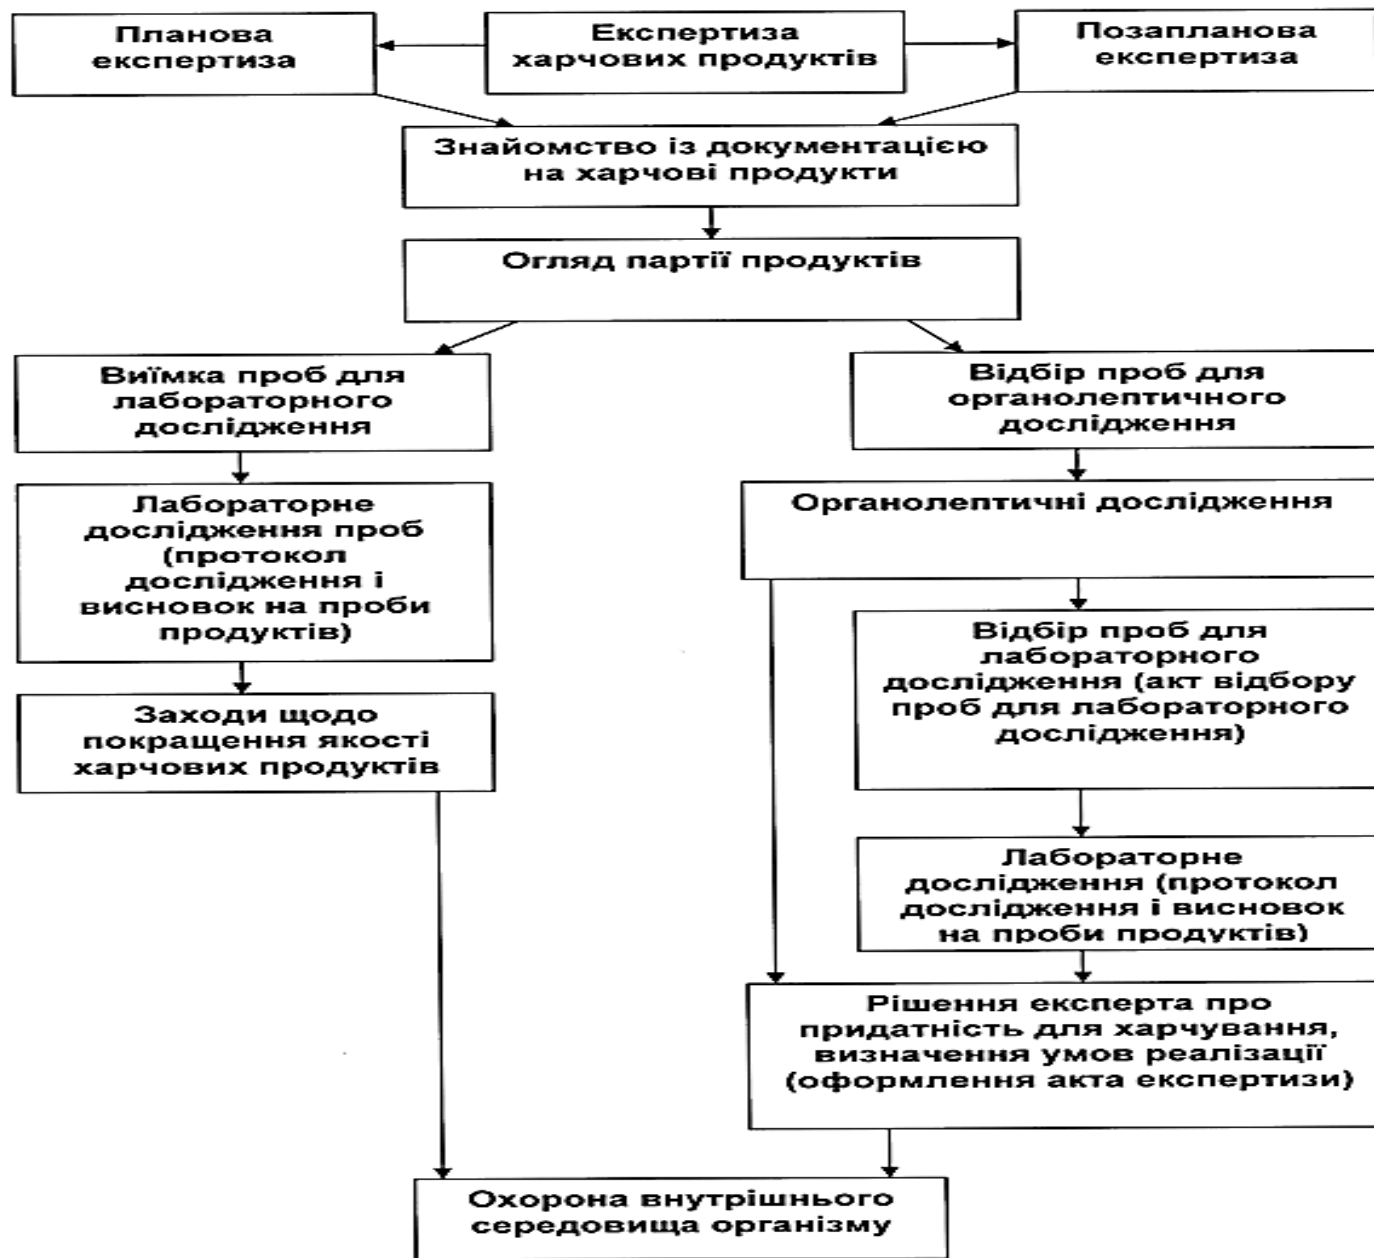 Планова
експертиза
Експертиза
харчових продуктів
Позапланова
експертиза
Знайомство із документацією
на харчові продукти
Огляд партії продуктів
Виїмка проб для
лабораторного
дослідження
Відбір проб для
органолептичного
дослідження
Лабораторне
дослідження проб
(протокол
дослідження і
висновок на проби
продуктів)
Органолептичні дослідження
Відбір проб для
лабораторного
дослідження (акт відбору
проб для лабораторного
дослідження)
Заходи щодо
покращення якості
харчових продуктів
Лабораторне
дослідження (протокол
дослідження і висновок
на проби продуктів)
Рішення експерта про
придатність для харчування,
визначення умов реалізації
(оформлення акта експертизи)
Охорона внутрішнього
середовища організму